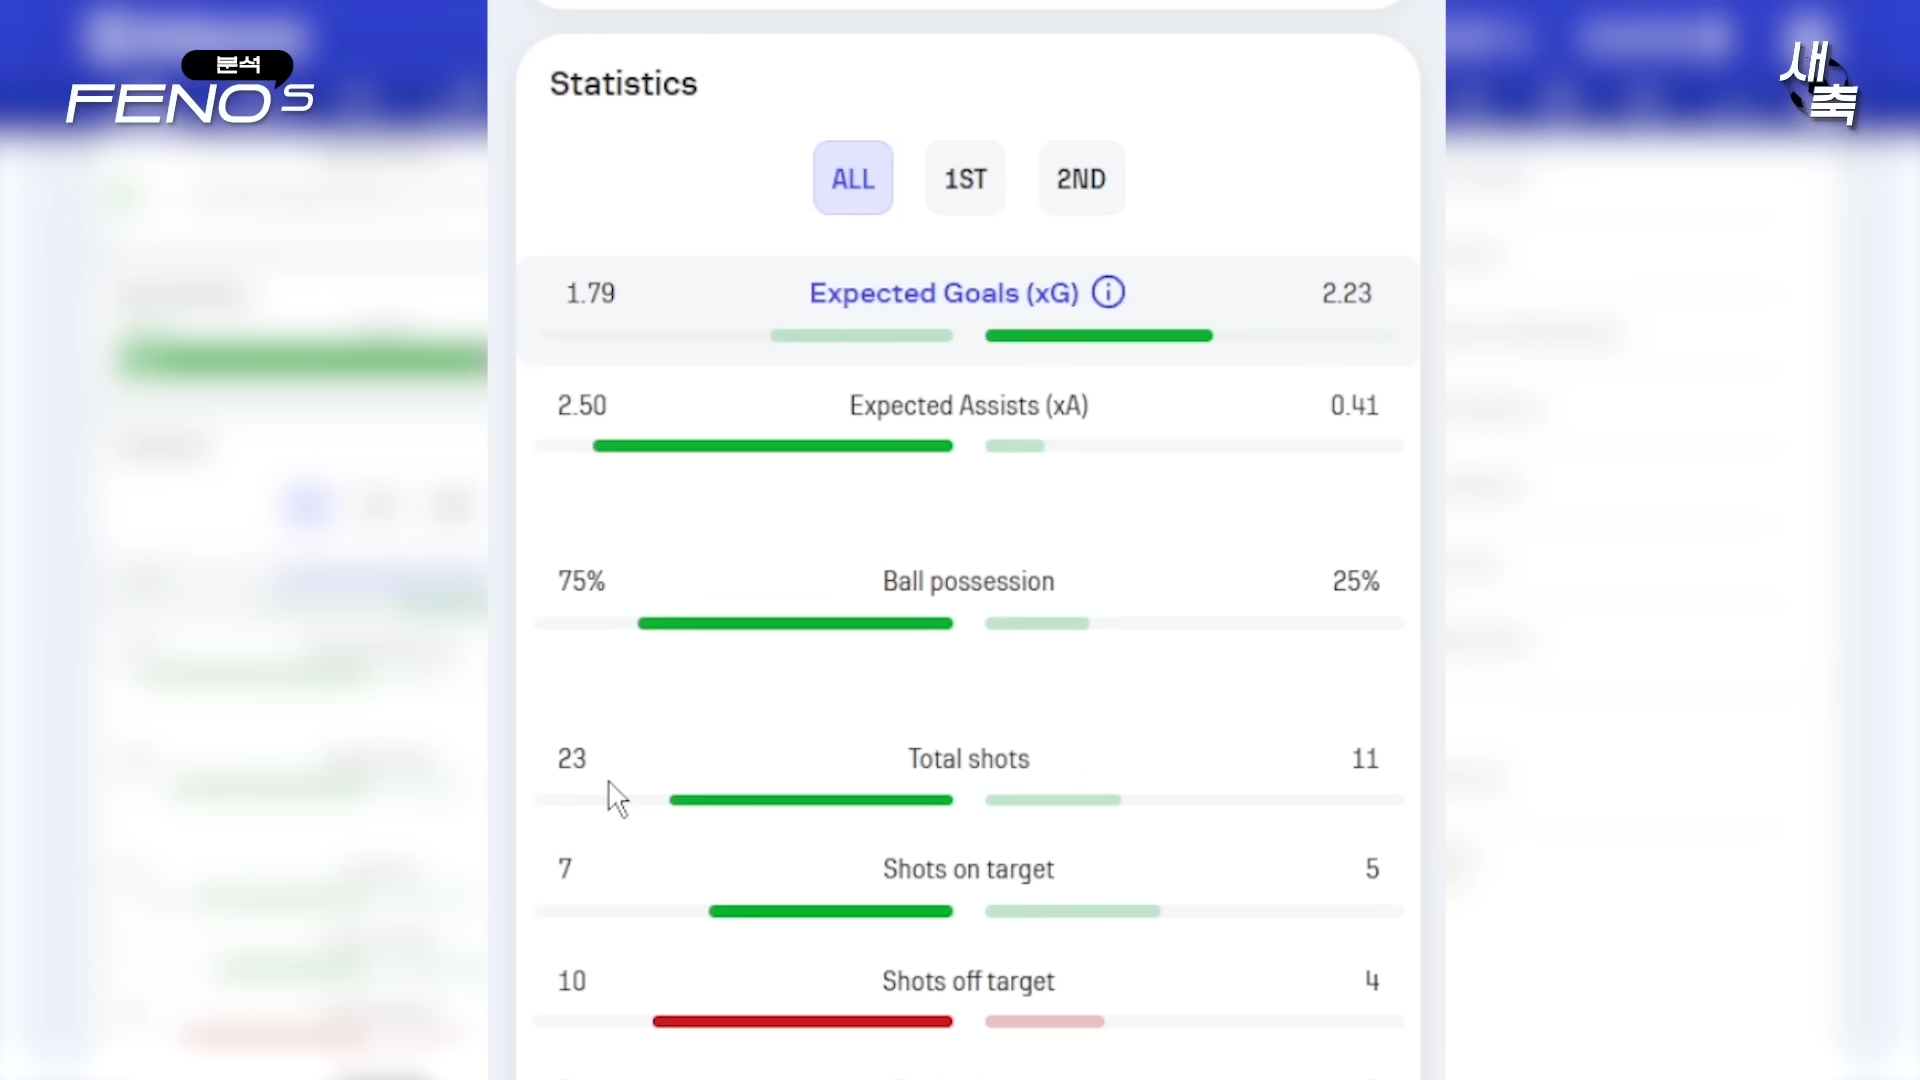 분석
FENO'S
새축
Statistics
ALL 1ST 2ND
1.79 Expected Goals (xG) 2.23
2.50 Expected Assists (xA) 0.41
75% Ball possession 25%
23 Total shots 11
7 Shots on target 5
10 Shots off target 4